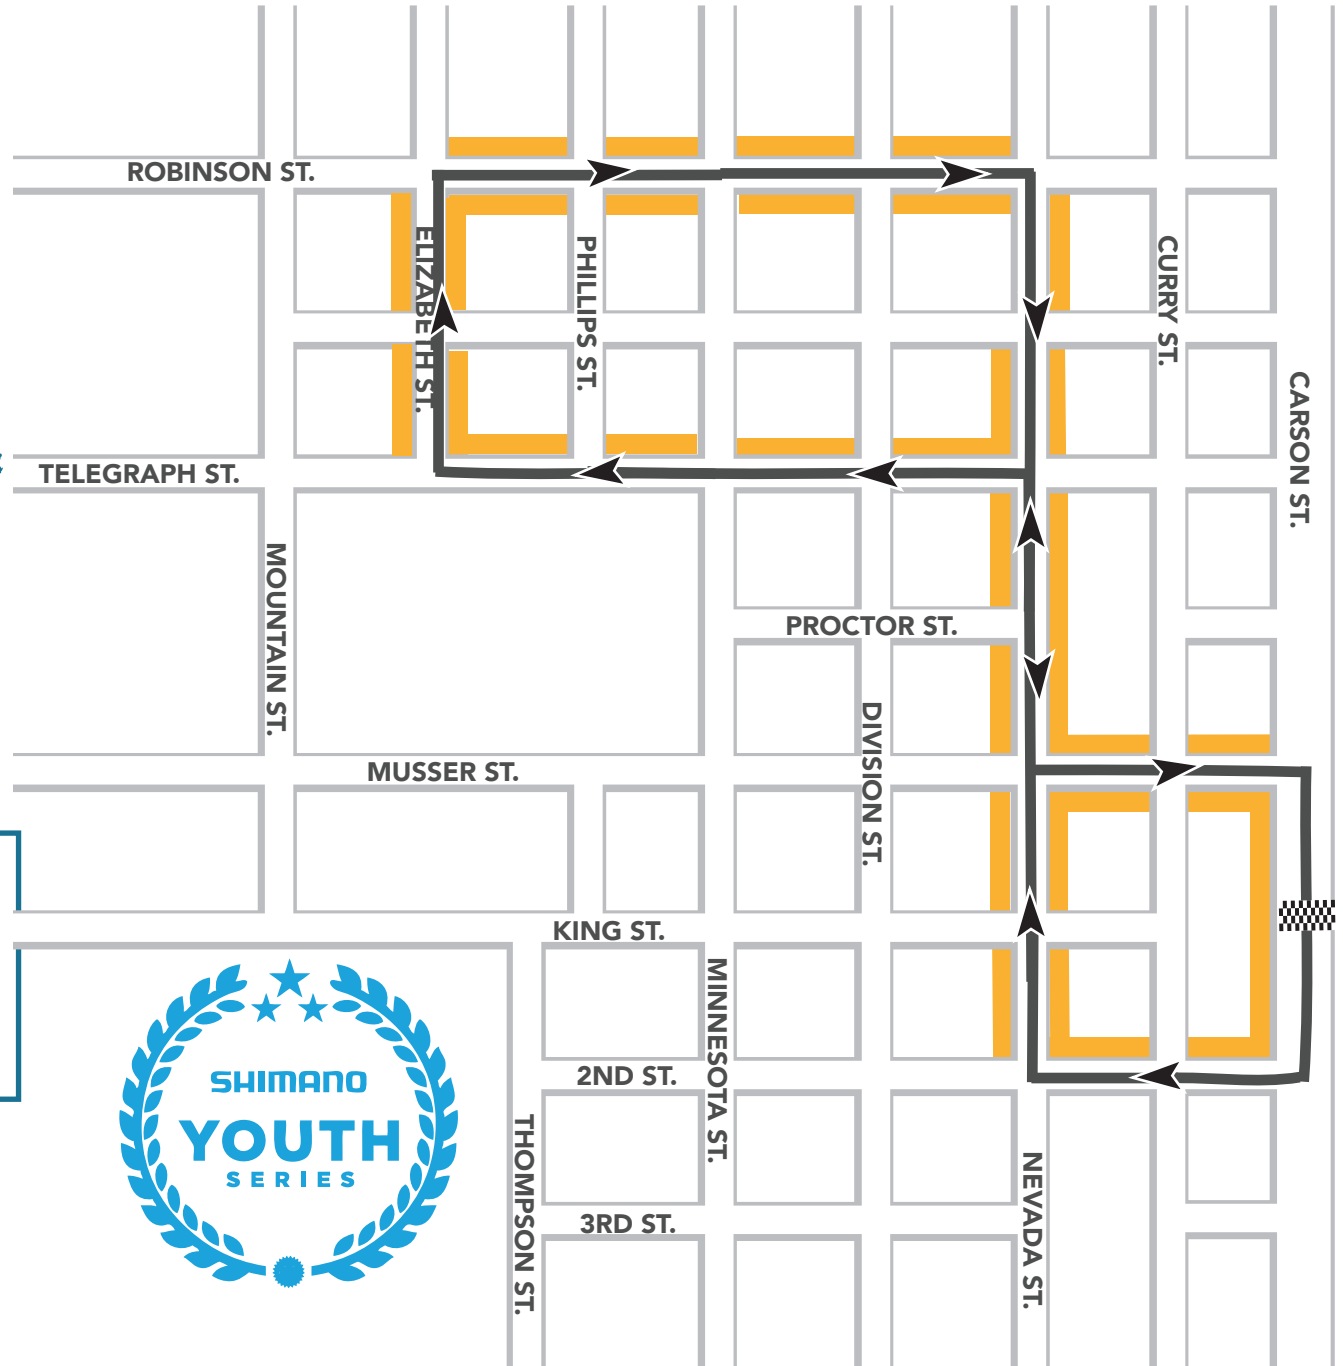 ROBINSON ST.
ELIZABETH ST.
PHILLIPS ST.
CURRY ST.
CARSON ST.
TELEGRAPH ST.
MOUNTAIN ST.
PROCTOR ST.
DIVISION ST.
MUSSER ST.
KING ST.
MINNESOTA ST.
SHIMANO
YOUTH
SERIES
2ND ST.
THOMPSON ST.
NEVADA ST.
3RD ST.